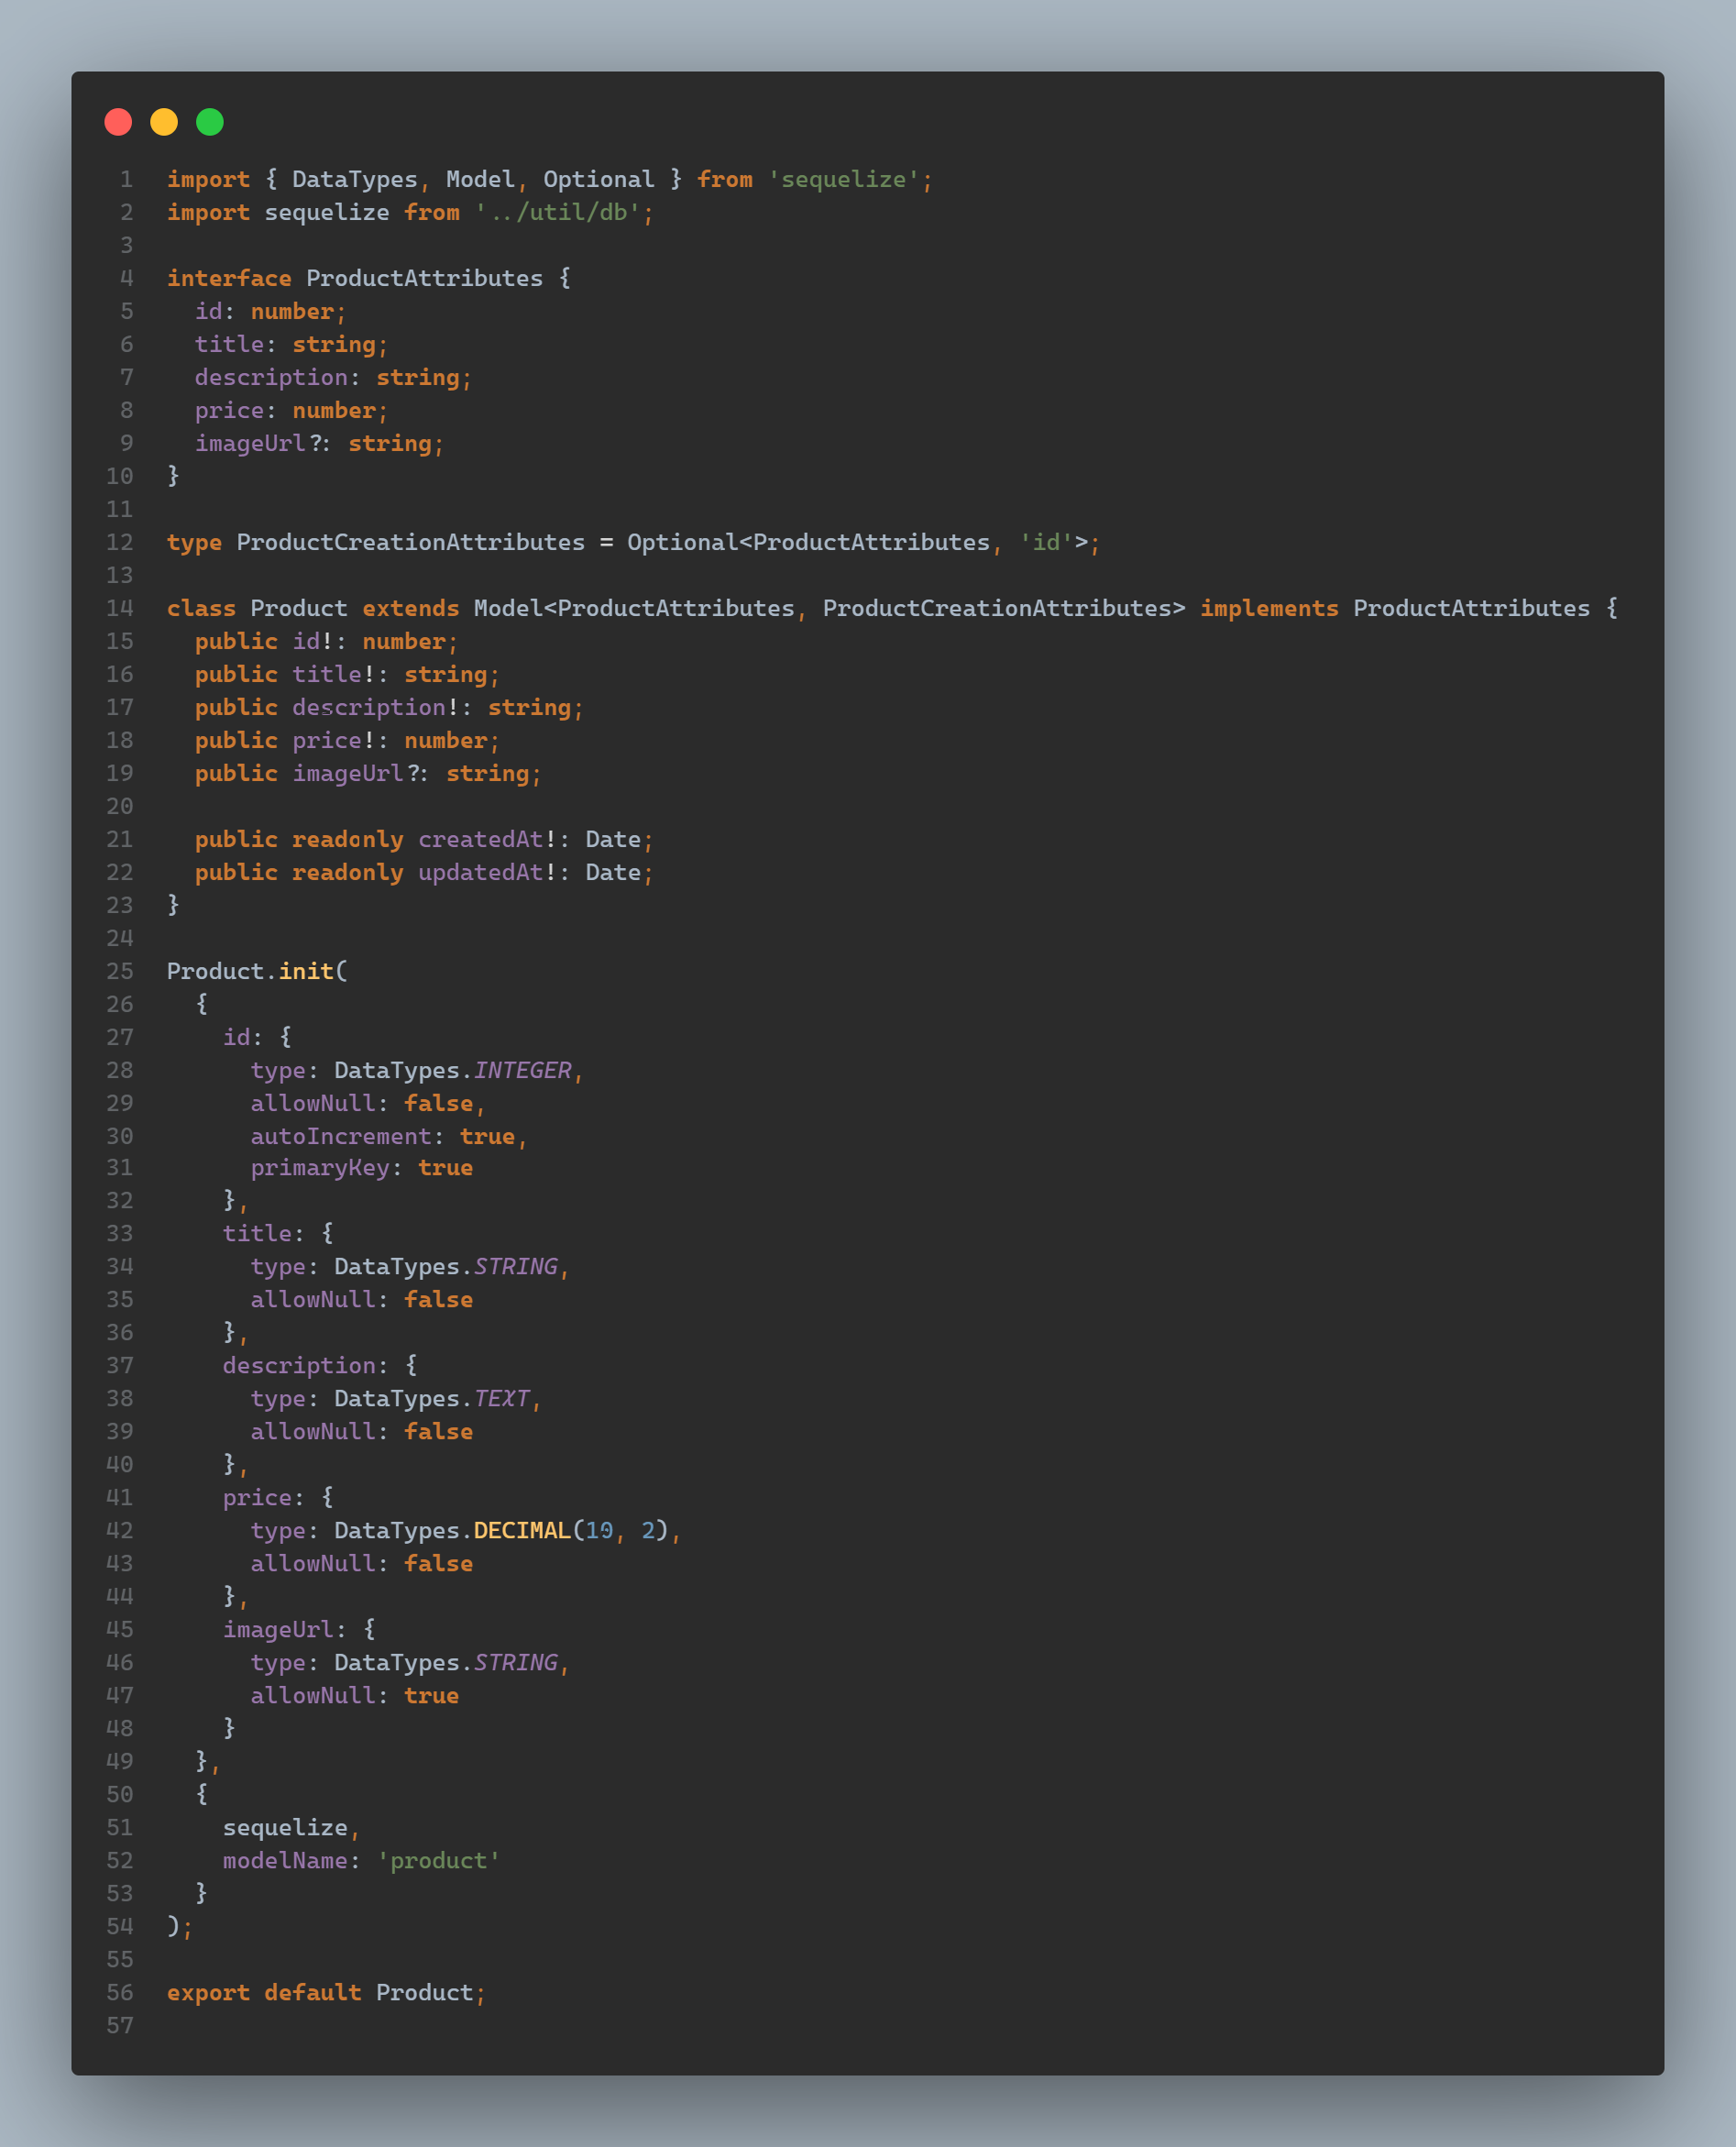 1 import { DataTypes, Model, Optional } from 'sequelize';
2 import sequelize from '../util/db';
3
4 interface ProductAttributes {
5   id: number;
6   title: string;
7   description: string;
8   price: number;
9   imageUrl?: string;
10 }
11
12 type ProductCreationAttributes = Optional<ProductAttributes, 'id'>;
13
14 class Product extends Model<ProductAttributes, ProductCreationAttributes> implements ProductAttributes {
15   public id!: number;
16   public title!: string;
17   public description!: string;
18   public price!: number;
19   public imageUrl?: string;
20
21   public readonly createdAt!: Date;
22   public readonly updatedAt!: Date;
23 }
24
25 Product.init(
26   {
27     id: {
28       type: DataTypes.INTEGER,
29       allowNull: false,
30       autoIncrement: true,
31       primaryKey: true
32     },
33     title: {
34       type: DataTypes.STRING,
35       allowNull: false
36     },
37     description: {
38       type: DataTypes.TEXT,
39       allowNull: false
40     },
41     price: {
42       type: DataTypes.DECIMAL(10, 2),
43       allowNull: false
44     },
45     imageUrl: {
46       type: DataTypes.STRING,
47       allowNull: true
48     }
49   },
50   {
51     sequelize,
52     modelName: 'product'
53   }
54 );
55
56 export default Product;
57